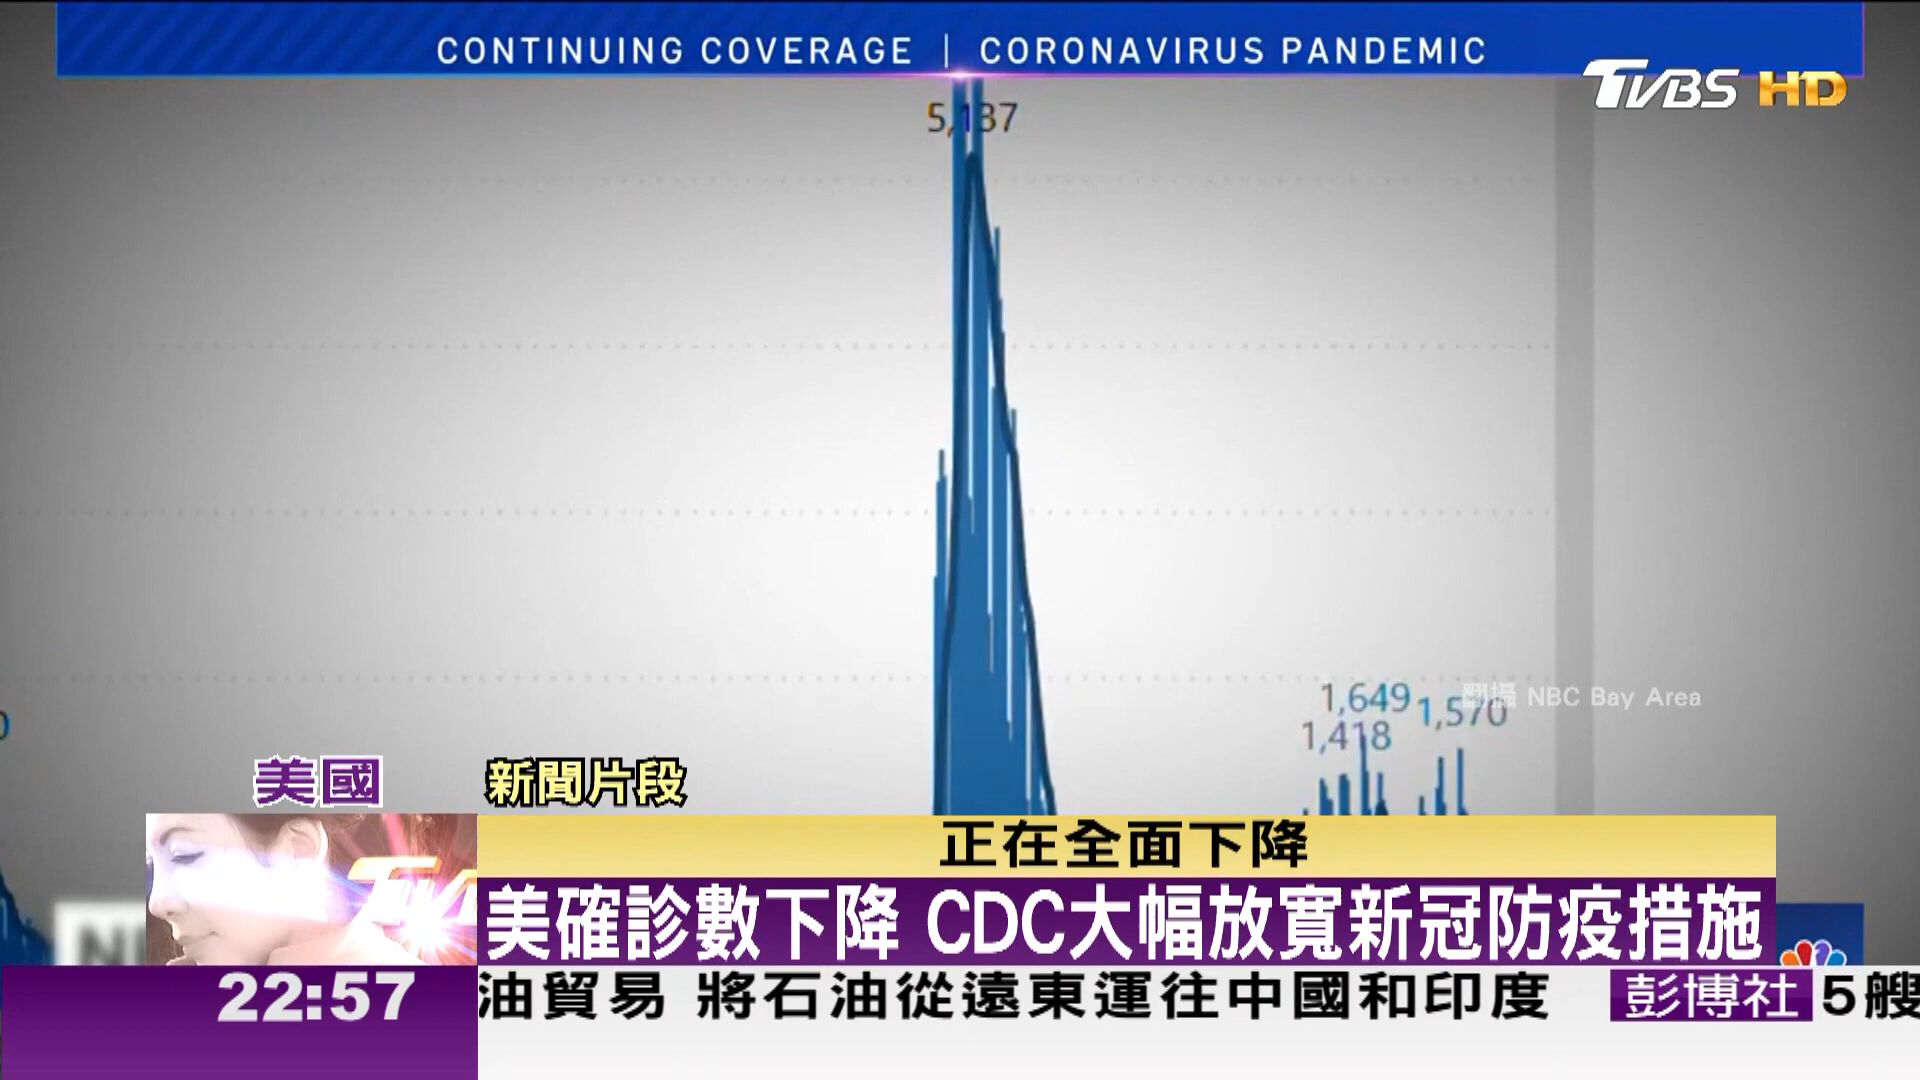 CONTINUING COVERAGE | CORONAVIRUS PANDEMIC
TVBS HD
5,137
1,649
1,570
1,418
翻攝 NBC Bay Area
美國
新聞片段
正在全面下降
美確診數下降 CDC大幅放寬新冠防疫措施
22:57
油貿易 將石油從遠東運往中國和印度 彭博社 5艘